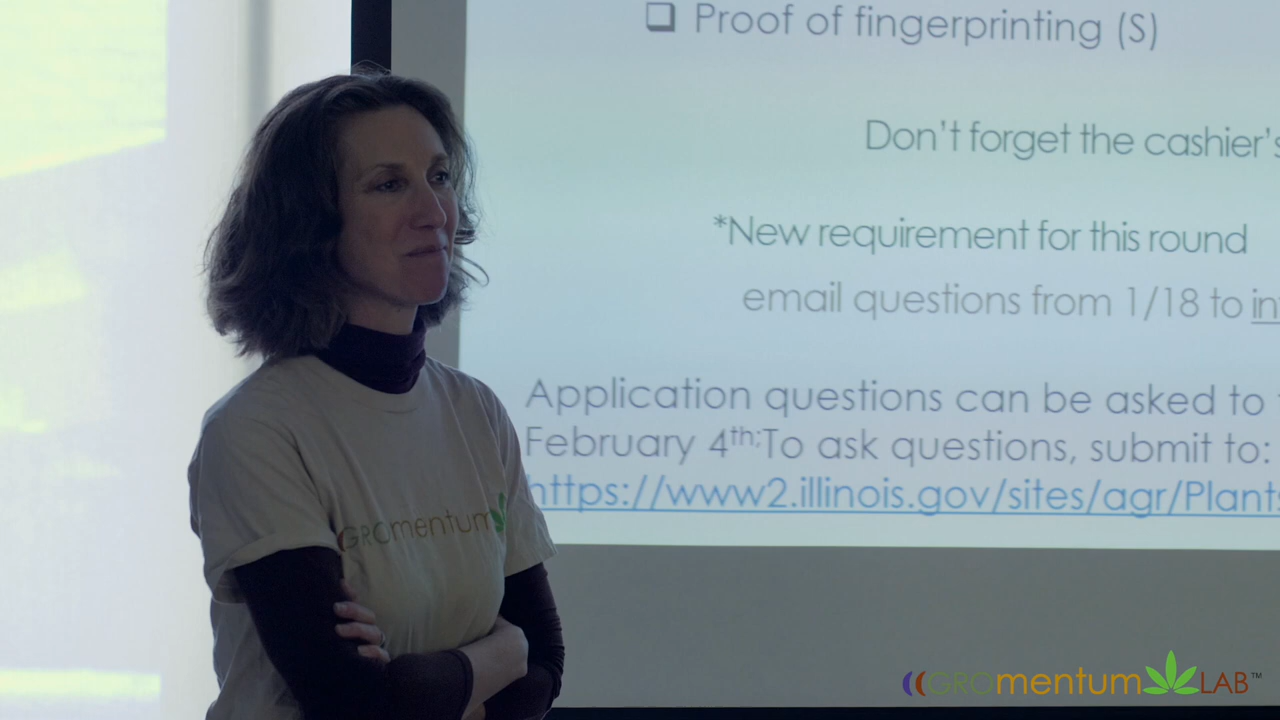 Proof of fingerprinting (S)
Don't forget the cashier's
*New requirement for this round
email questions from 1/18 to in
Application questions can be asked to
February 4th;To ask questions, submit to:
https://www2.illinois.gov/sites/agr/Plants
GROmentum
GROmentum LAB™